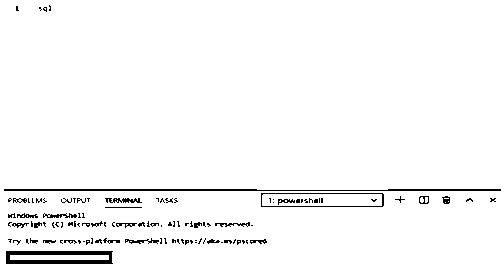 1 sql
PROBLEMS OUTPUT TERMINAL TASKS 1: powershell
Windows PowerShell
Copyright (C) Microsoft Corporation. All rights reserved.
Try the new cross-platform PowerShell https://aka.ms/pscore6